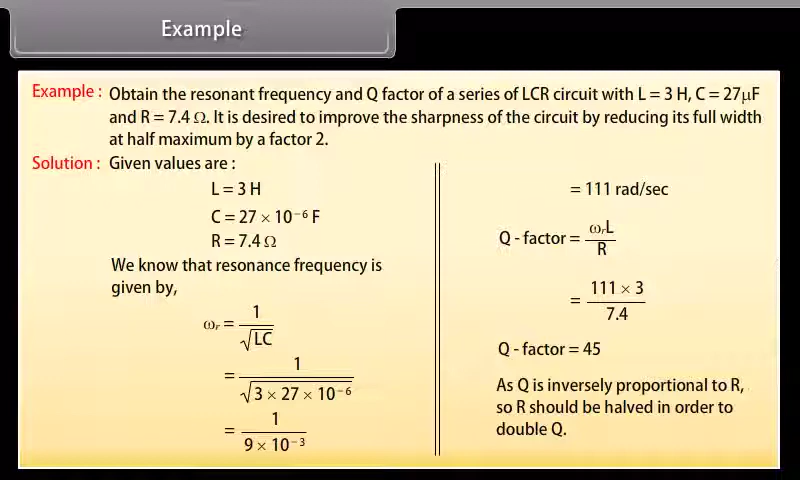 Example
Example : Obtain the resonant frequency and Q factor of a series of LCR circuit with L = 3 H, C = 27μF
and R = 7.4 Ω. It is desired to improve the sharpness of the circuit by reducing its full width
at half maximum by a factor 2.
Solution : Given values are :
L = 3 H
C = 27 × 10⁻⁶ F
R = 7.4 Ω
We know that resonance frequency is
given by,
ωr = 1 / √LC
= 1 / √3 × 27 × 10⁻⁶
= 1 / 9 × 10⁻³
= 111 rad/sec
Q - factor = ωrL / R
= 111 × 3 / 7.4
Q - factor = 45
As Q is inversely proportional to R,
so R should be halved in order to
double Q.